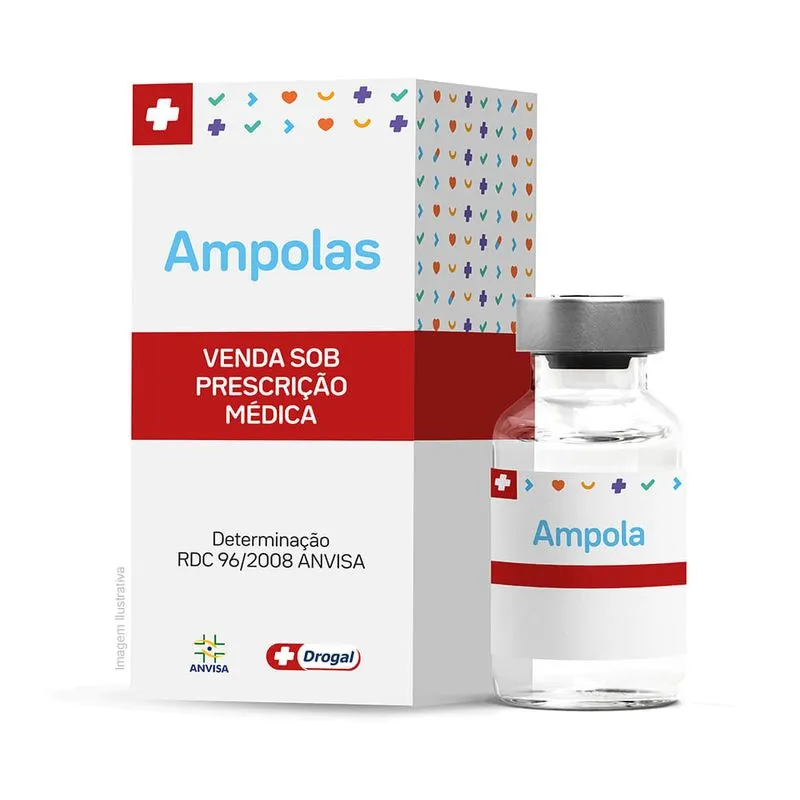 Ampolas
VENDA SOB
PRESCRIÇÃO
MÉDICA
Determinação
RDC 96/2008 ANVISA
ANVISA
Drogal
Imagem Ilustrativa
Ampola